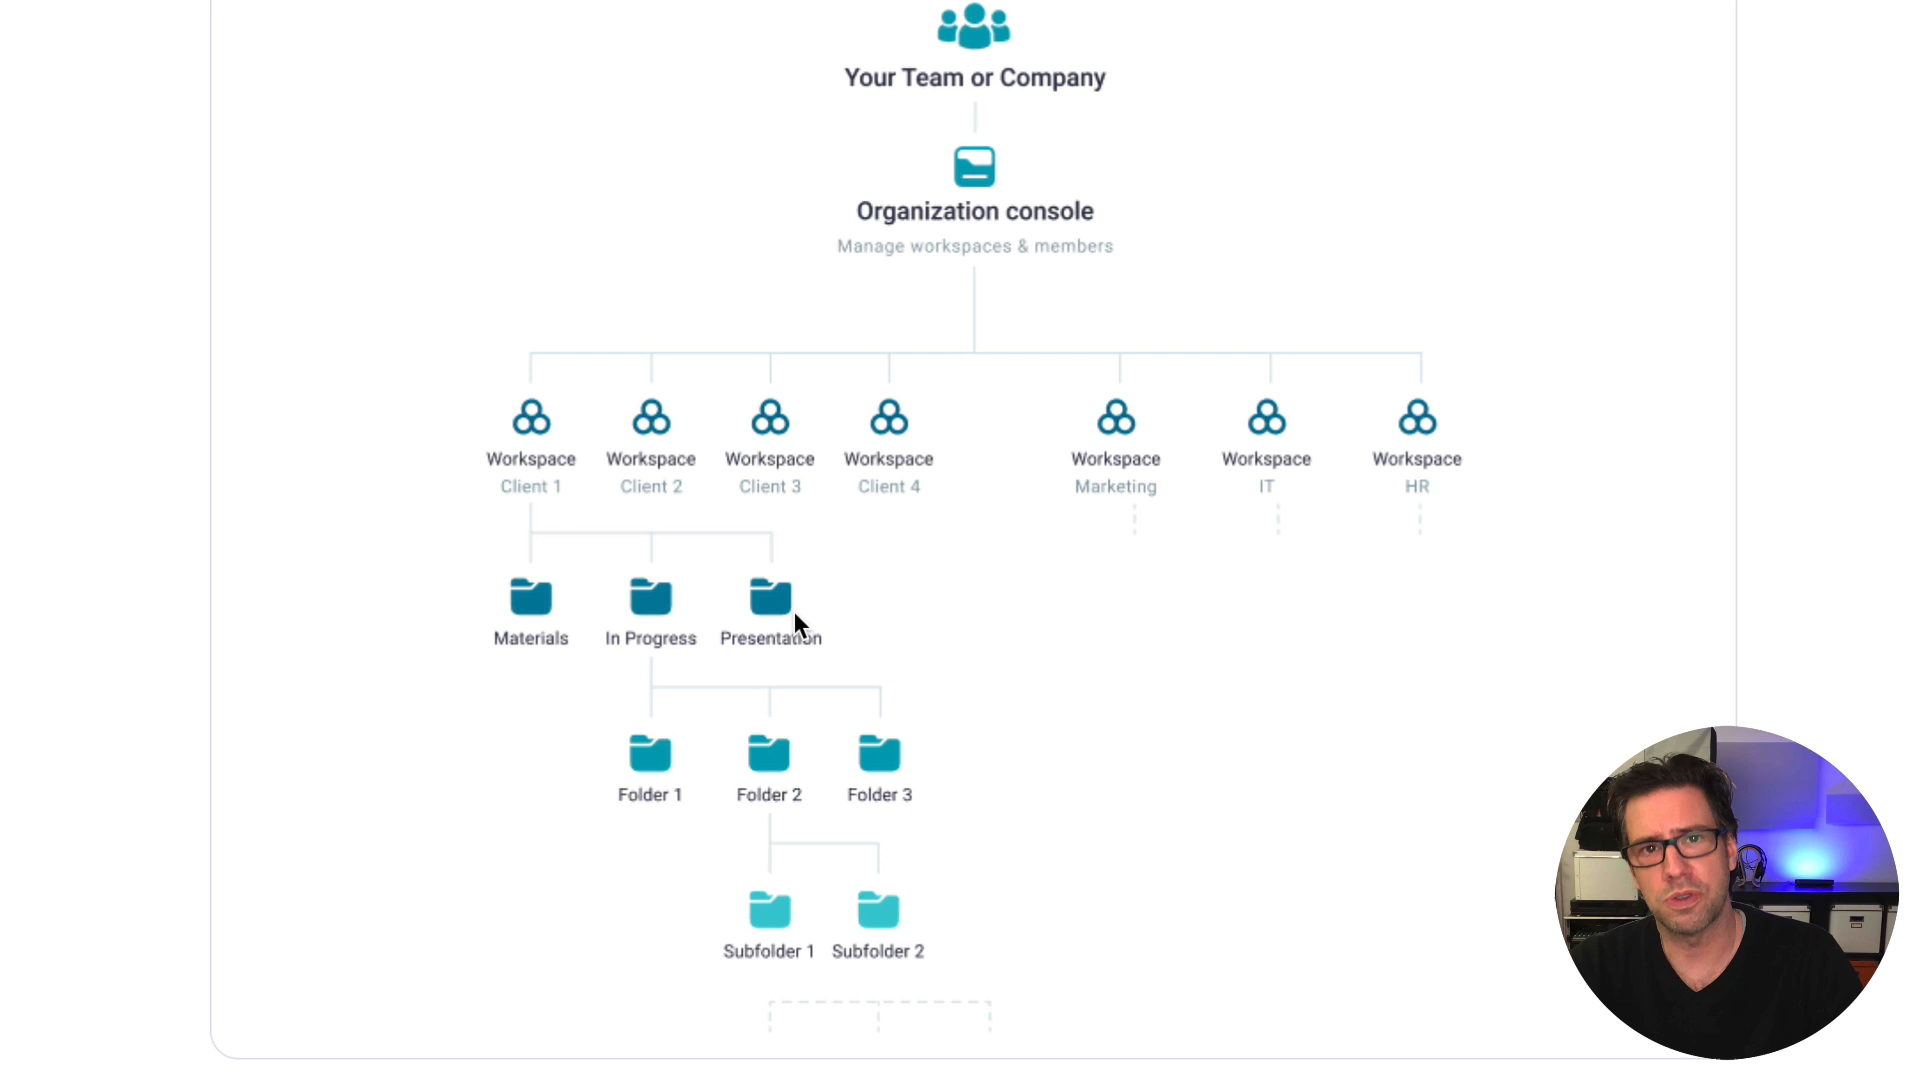 Your Team or Company
Organization console
Manage workspaces & members
Workspace Workspace Workspace Workspace Workspace Workspace Workspace
Client 1 Client 2 Client 3 Client 4 Marketing IT HR
Materials In Progress Presentation
Folder 1 Folder 2 Folder 3
Subfolder 1 Subfolder 2